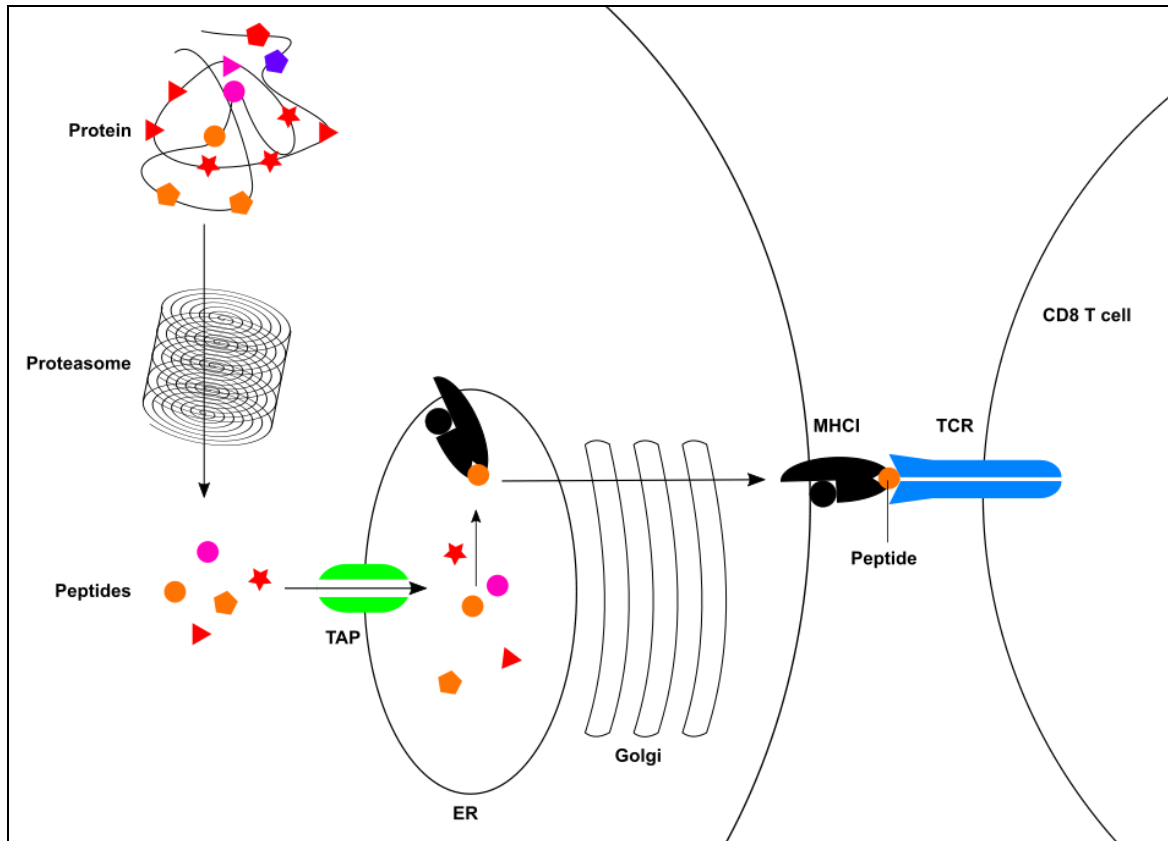 Protein
CD8 T cell
Proteasome
MHCI
TCR
Peptide
Peptides
TAP
Golgi
ER